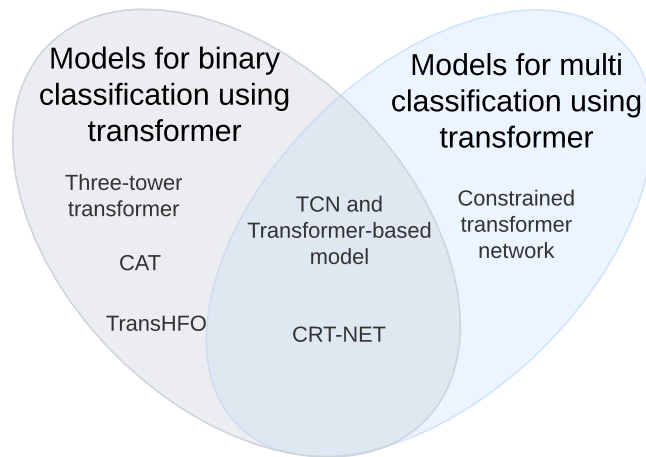 Models for binary
classification using
transformer
Models for multi
classification using
transformer
Three-tower
transformer
CAT
TransHFO
TCN and
Transformer-based
model
CRT-NET
Constrained
transformer
network